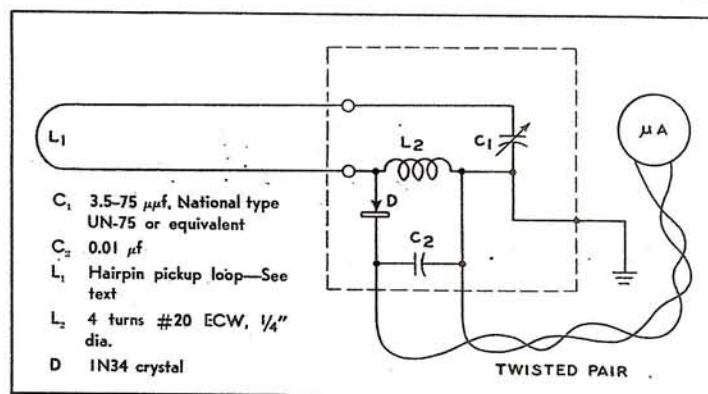 L₁
L₂
C₁
μA
D
C₂
C₁ 3.5–75 μμf, National type
UN-75 or equivalent
C₂ 0.01 μf
L₁ Hairpin pickup loop—See
text
L₂ 4 turns #20 ECW, 1/4"
dia.
D 1N34 crystal
TWISTED PAIR